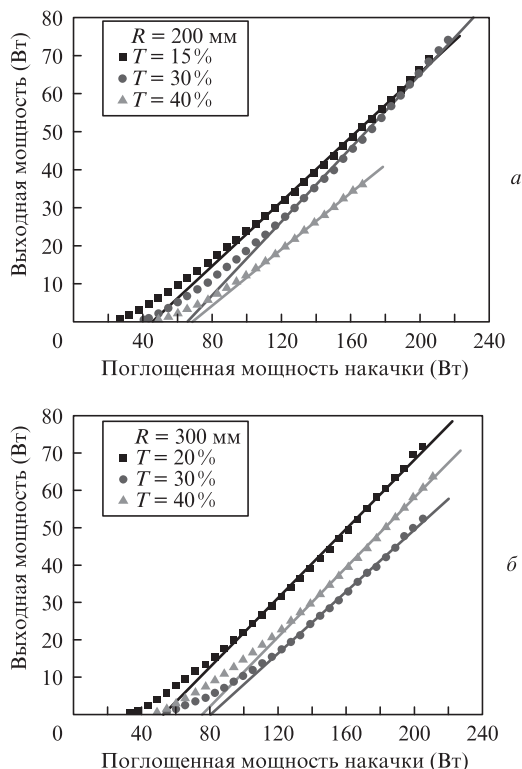 80
70
60
50
40
30
20
10
0
Выходная мощность (Вт)
R = 200 мм
T = 15%
T = 30%
T = 40%
а
40 80 120 160 200 240
Поглощенная мощность накачки (Вт)
80
70
60
50
40
30
20
10
0
Выходная мощность (Вт)
R = 300 мм
T = 20%
T = 30%
T = 40%
б
40 80 120 160 200 240
Поглощенная мощность накачки (Вт)